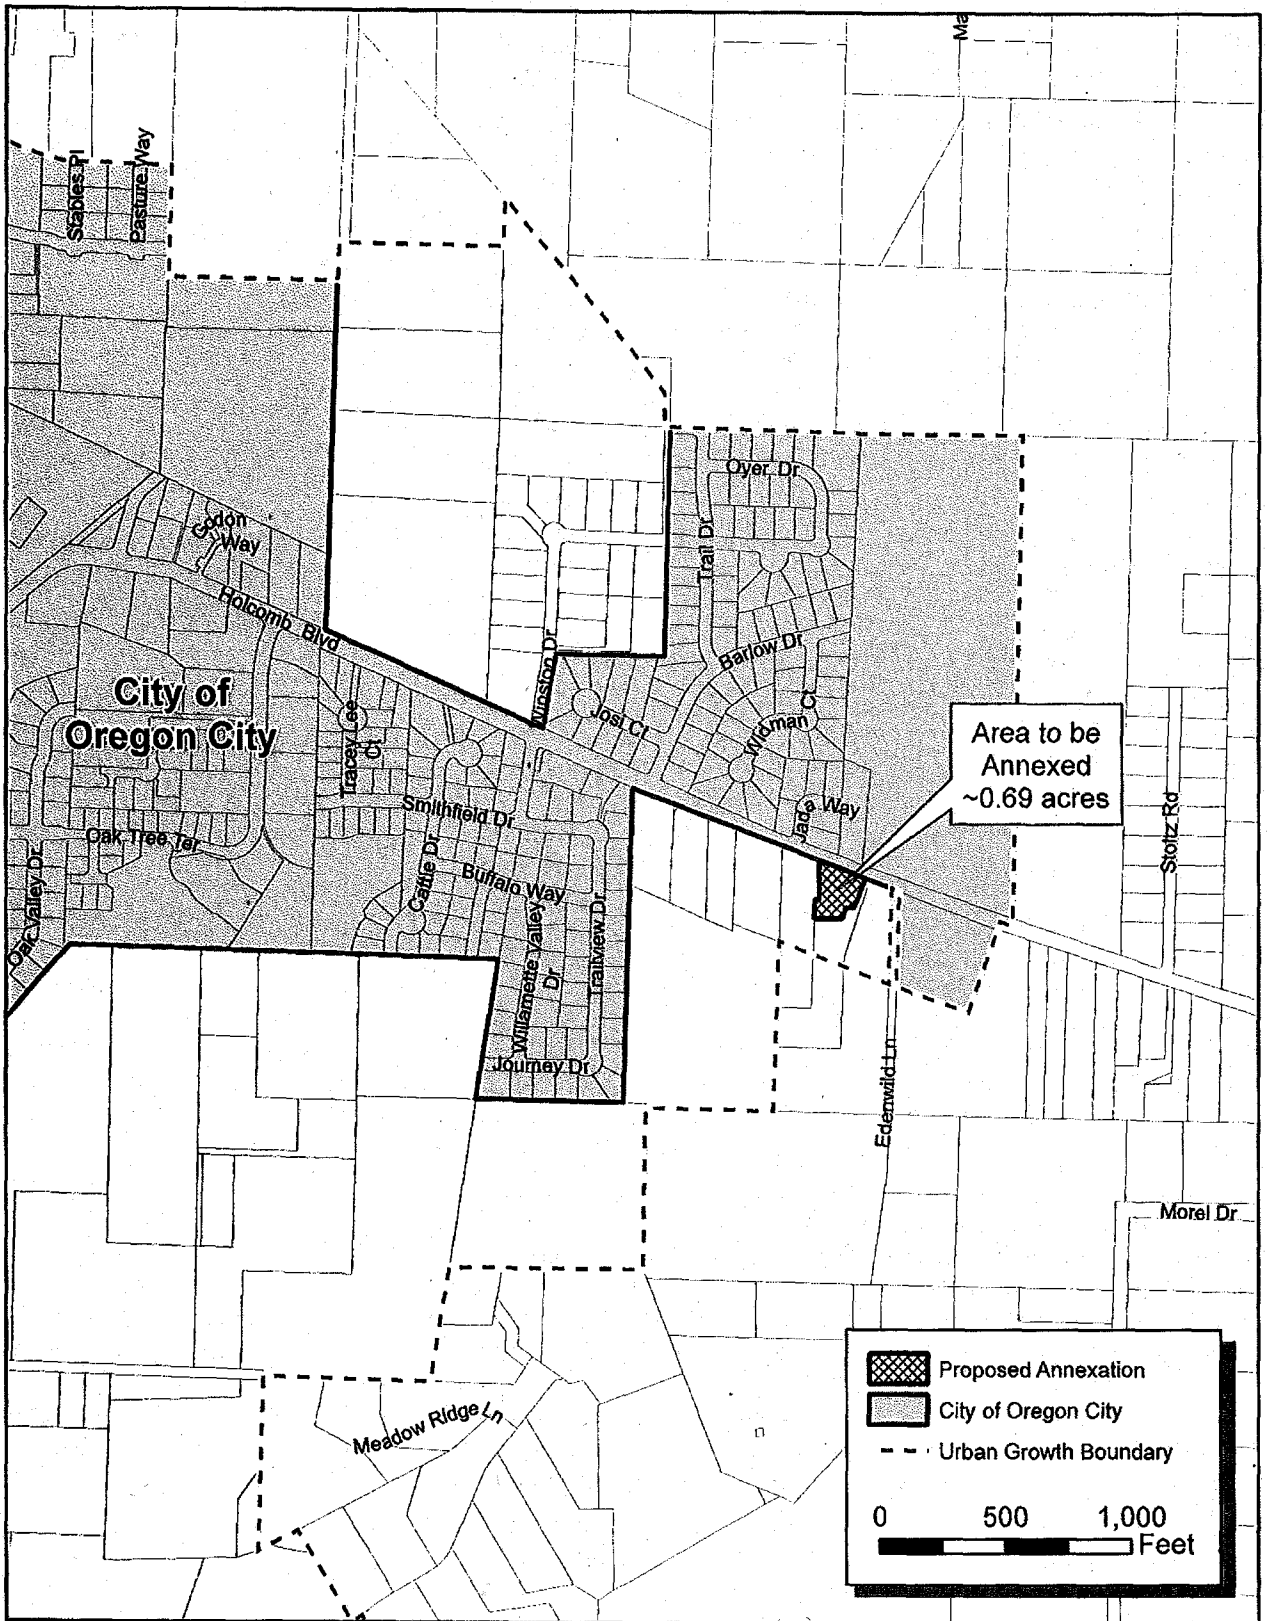 Ma
Stables Pl
Pasture Way
Oyer Dr
Trail Dr
Godon
Way
Holcomb Blvd
Barlow Dr
Winston Dr
City of
Oregon City
Josi Ct
Widman Ct
Tracey Lee
Ct
Area to be
Annexed
~0.69 acres
Jada Way
Stoltz Rd
Smithfield Dr
Oak Tree Ter
Oak Valley Dr
Cattle Dr
Buffalo Way
Willamette Valley
Dr
Trailview Dr
Journey Dr
Edenwild Ln
Morel Dr
Meadow Ridge Ln
Proposed Annexation
City of Oregon City
Urban Growth Boundary
0 500 1,000
Feet